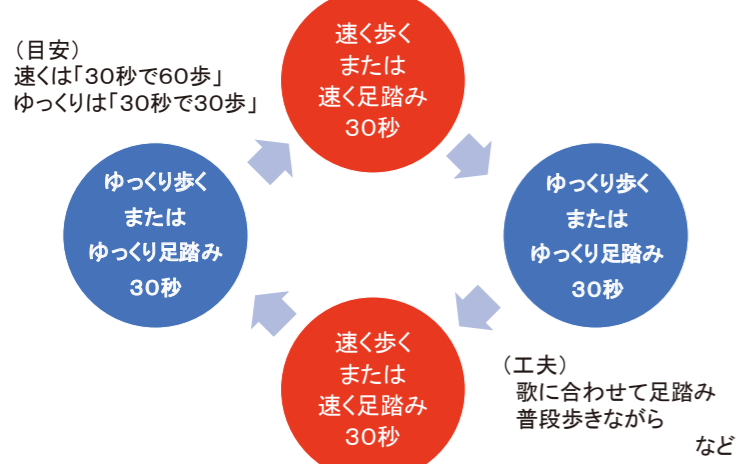 （目安）
速くは「30秒で60歩」
ゆっくりは「30秒で30歩」
速く歩く
または
速く足踏み
30秒
ゆっくり歩く
または
ゆっくり足踏み
30秒
ゆっくり歩く
または
ゆっくり足踏み
30秒
速く歩く
または
速く足踏み
30秒
（工夫）
歌に合わせて足踏み
普段歩きながら
など